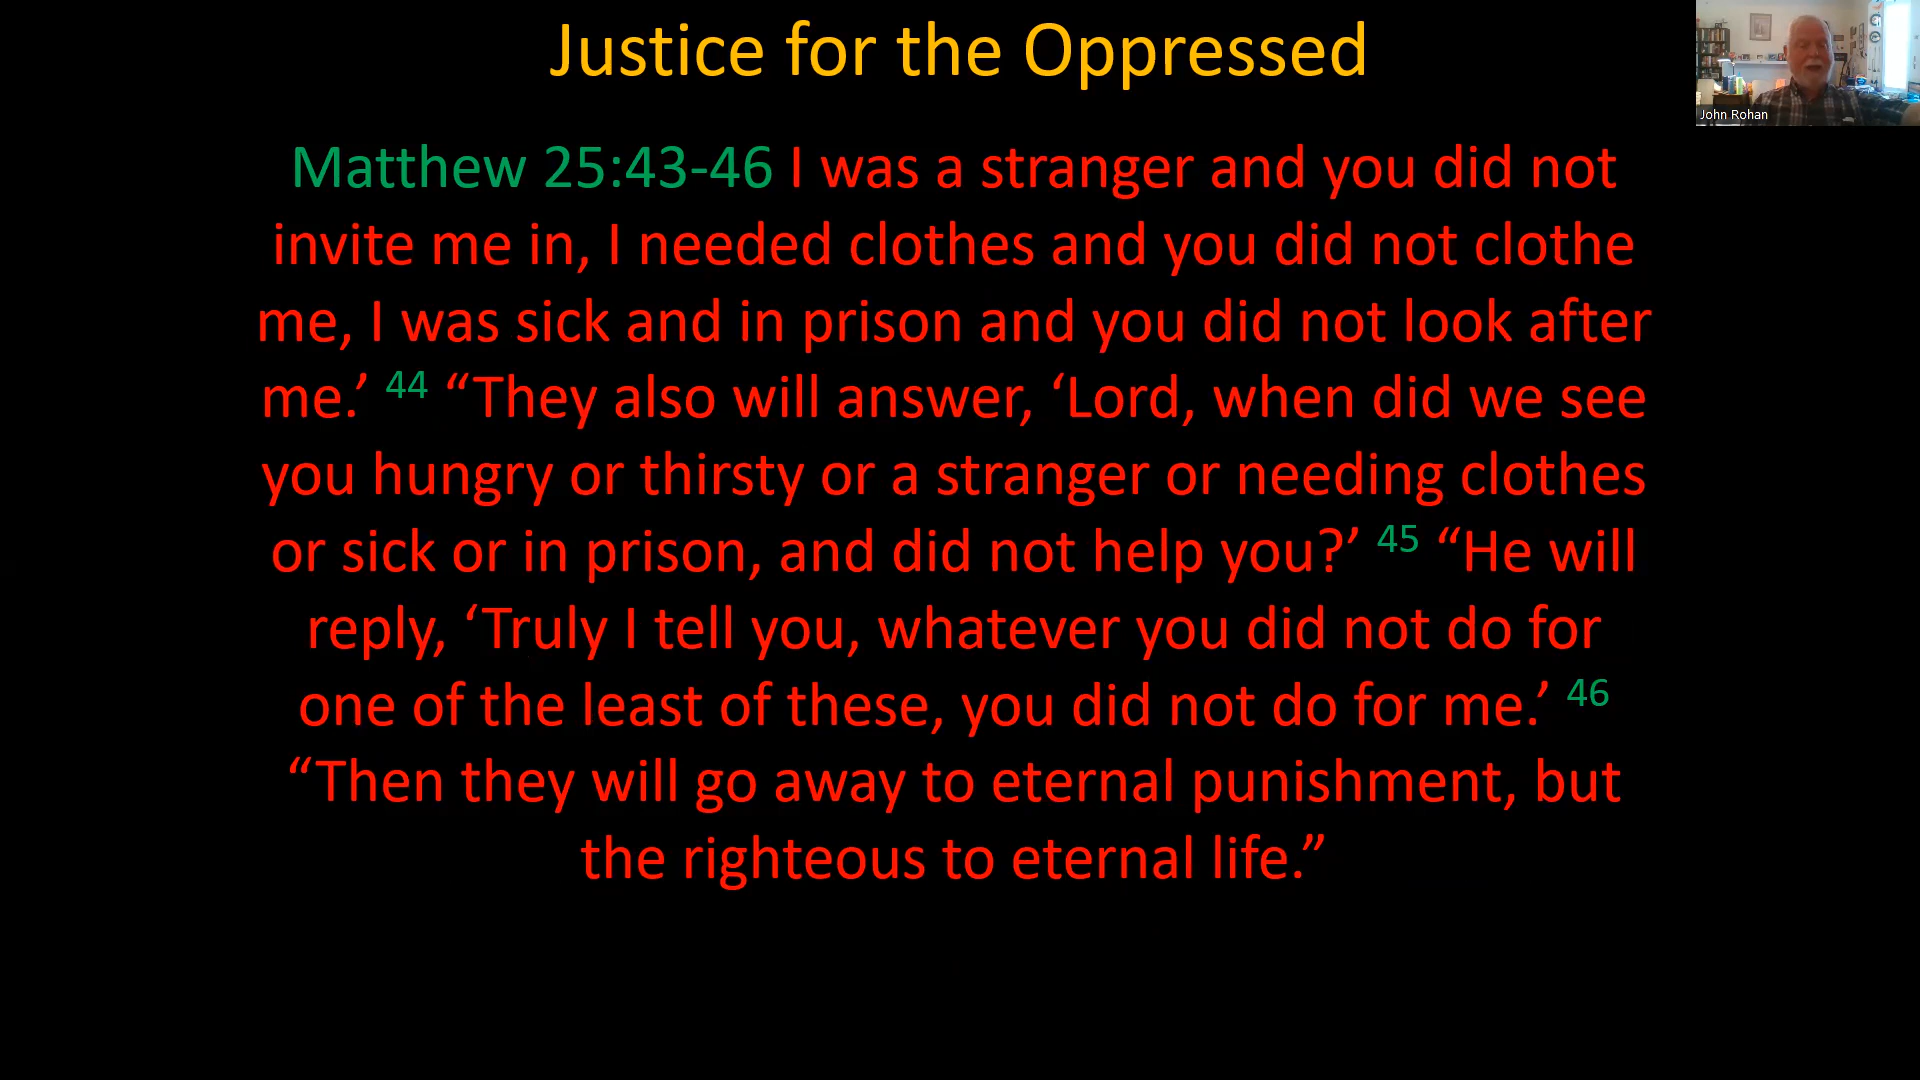 Justice for the Oppressed
John Rohan
Matthew 25:43-46 I was a stranger and you did not
invite me in, I needed clothes and you did not clothe
me, I was sick and in prison and you did not look after
me.’ 44 “They also will answer, ‘Lord, when did we see
you hungry or thirsty or a stranger or needing clothes
or sick or in prison, and did not help you?’ 45 “He will
reply, ‘Truly I tell you, whatever you did not do for
one of the least of these, you did not do for me.’ 46
“Then they will go away to eternal punishment, but
the righteous to eternal life.”